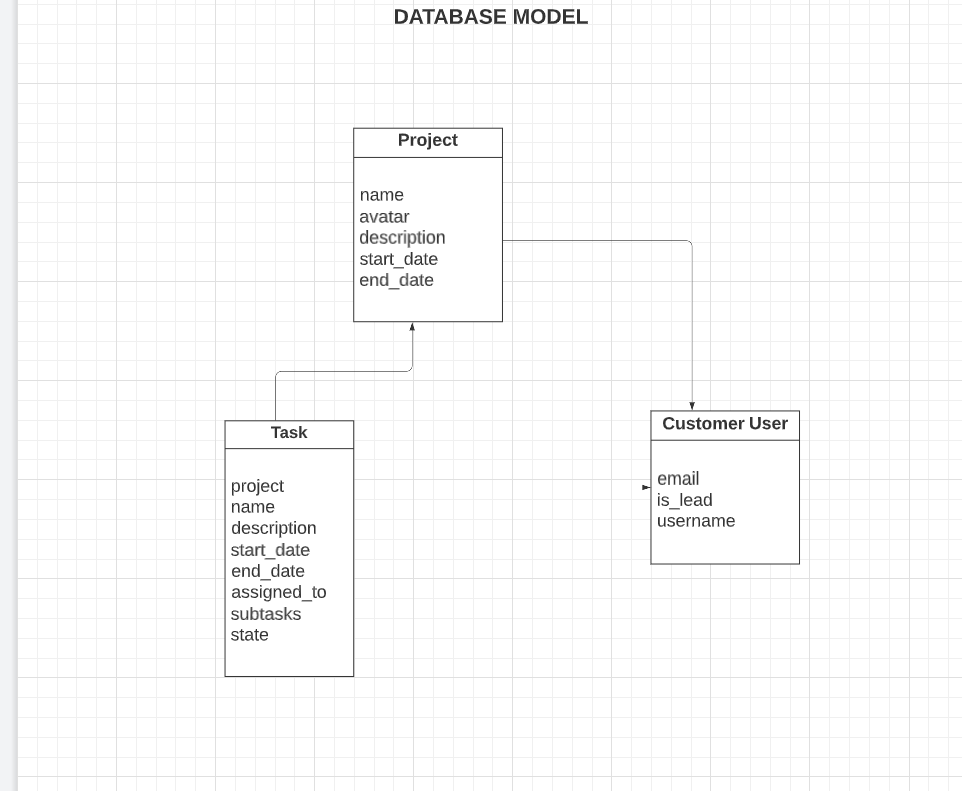 DATABASE MODEL
Project
name
avatar
description
start_date
end_date
Task
project
name
description
start_date
end_date
assigned_to
subtasks
state
Customer User
email
is_lead
username